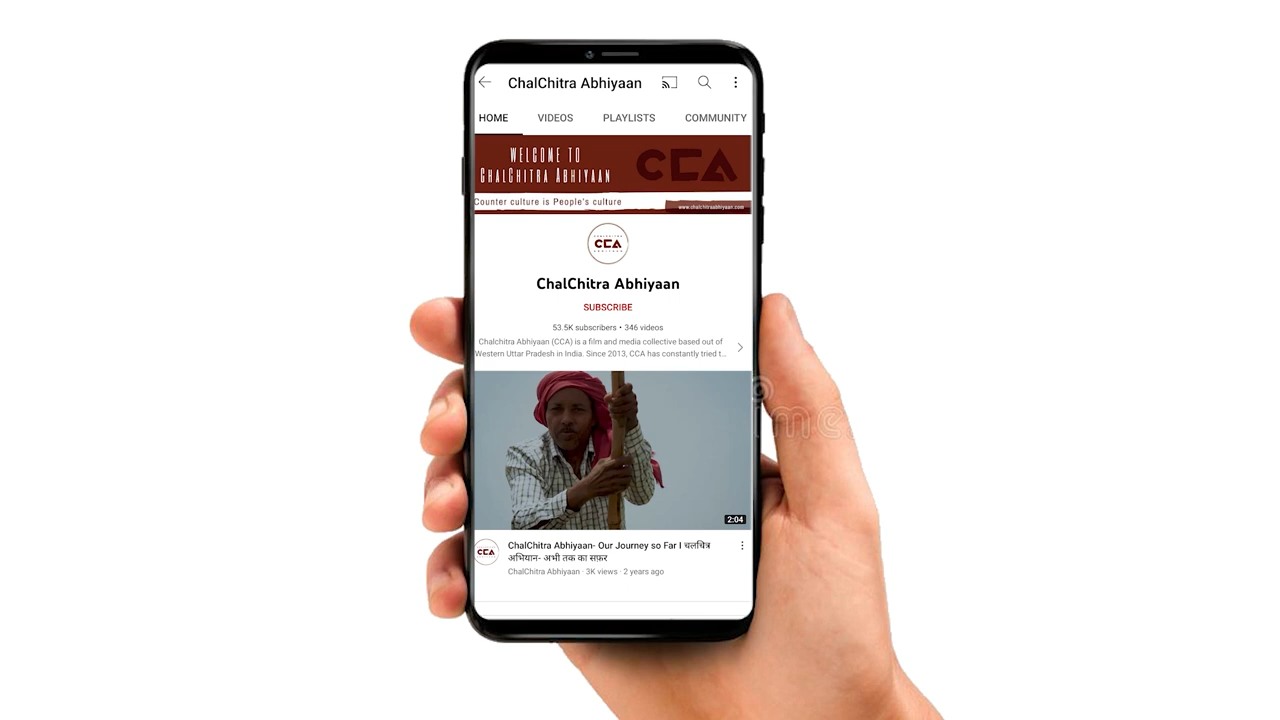 ChalChitra Abhiyaan
HOME VIDEOS PLAYLISTS COMMUNITY
WELCOME TO
CHALCHITRA ABHIYAAN
CCA
Counter culture is People's culture
www.chalchitraabhiyaan.com
CCA
ChalChitra Abhiyaan
SUBSCRIBE
53.5K subscribers • 346 videos
Chalchitra Abhiyaan (CCA) is a film and media collective based out of
Western Uttar Pradesh in India. Since 2013, CCA has constantly tried t...
2:04
CCA
ChalChitra Abhiyaan- Our Journey so Far I चलचित्र
अभियान- अभी तक का सफ़र
ChalChitra Abhiyaan · 3K views · 2 years ago